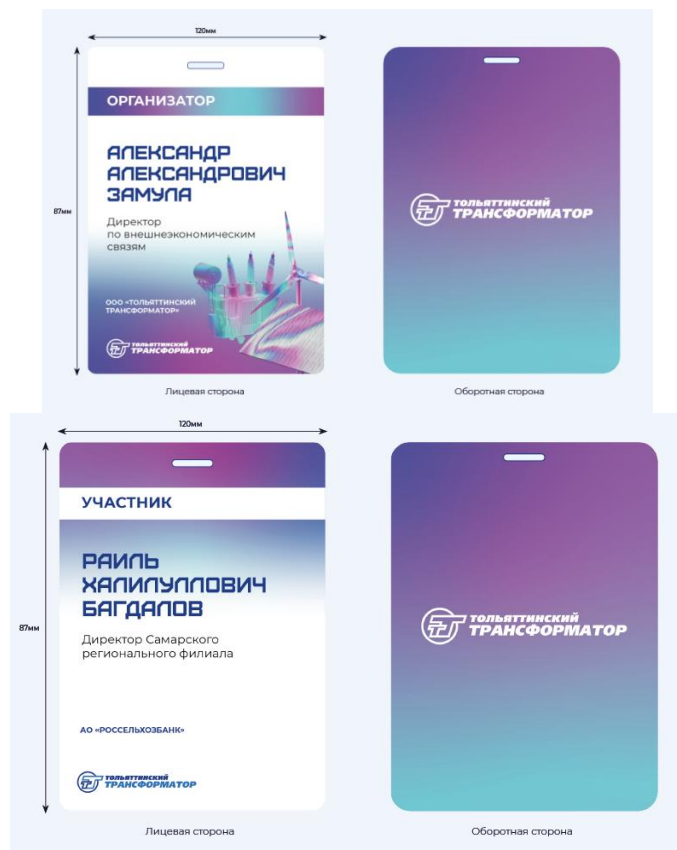 120мм
87мм
ОРГАНИЗАТОР
АЛЕКСАНДР
АЛЕКСАНДРОВИЧ
ЗАМУЛА
Директор
по внешнеэкономическим
связям
ООО «ТОЛЬЯТТИНСКИЙ
ТРАНСФОРМАТОР»
ТОЛЬЯТТИНСКИЙ
ТРАНСФОРМАТОР
Лицевая сторона
ТОЛЬЯТТИНСКИЙ
ТРАНСФОРМАТОР
Оборотная сторона
120мм
87мм
УЧАСТНИК
РАИЛЬ
ХАЛИЛУЛЛОВИЧ
БАГДАЛОВ
Директор Самарского
регионального филиала
АО «РОССЕЛЬХОЗБАНК»
ТОЛЬЯТТИНСКИЙ
ТРАНСФОРМАТОР
Лицевая сторона
ТОЛЬЯТТИНСКИЙ
ТРАНСФОРМАТОР
Оборотная сторона